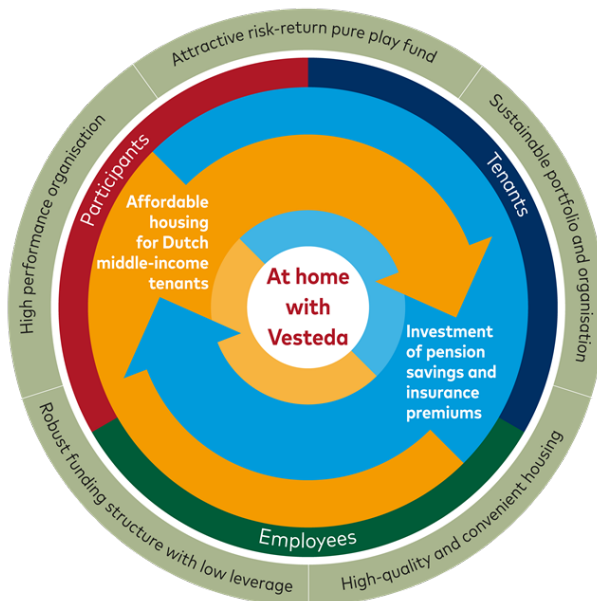 Attractive risk-return pure play fund
Sustainable portfolio and organisation
High-quality and convenient housing
Robust funding structure with low leverage
High performance organisation
Participants
Tenants
Employees
Affordable
housing
for Dutch
middle-income
tenants
At home
with
Vesteda
Investment
of pension
savings and
insurance
premiums